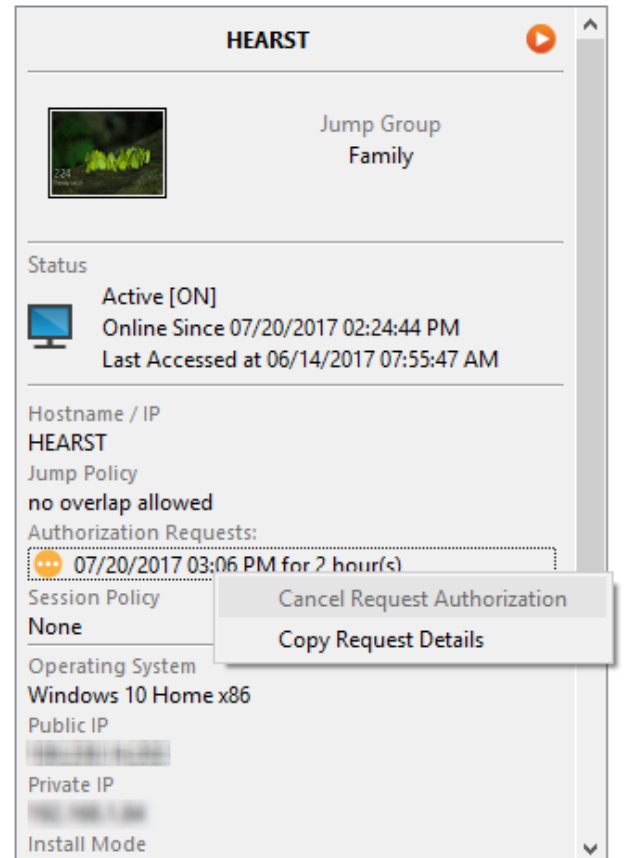 HEARST
Jump Group
Family
2:24
Status
Active [ON]
Online Since 07/20/2017 02:24:44 PM
Last Accessed at 06/14/2017 07:55:47 AM
Hostname / IP
HEARST
Jump Policy
no overlap allowed
Authorization Requests:
07/20/2017 03:06 PM for 2 hour(s)
Cancel Request Authorization
Copy Request Details
Session Policy
None
Operating System
Windows 10 Home x86
Public IP
Private IP
Install Mode